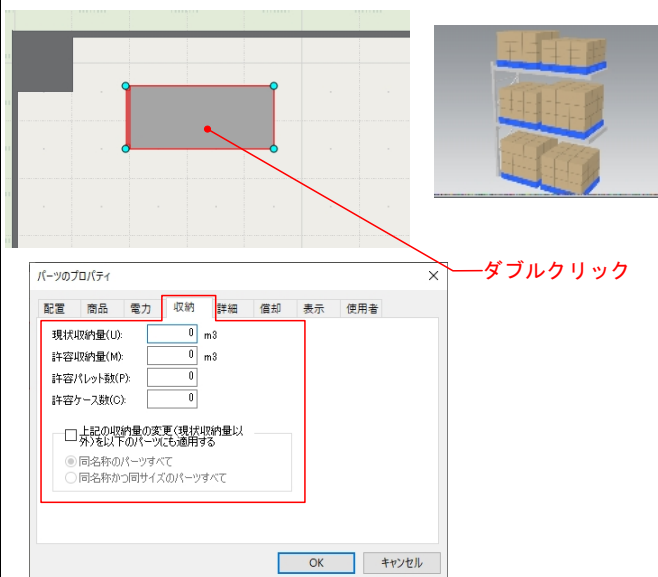 ダブルクリック
パーツのプロパティ
配置 商品 電力 収納 詳細 償却 表示 使用者
現状収納量(U): 0 m3
許容収納量(M): 0 m3
許容パレット数(P): 0
許容ケース数(C): 0
上記の収納量の変更(現状収納量以
外)を以下のパーツにも適用する
同名称のパーツすべて
同名称かつ同サイズのパーツすべて
OK キャンセル